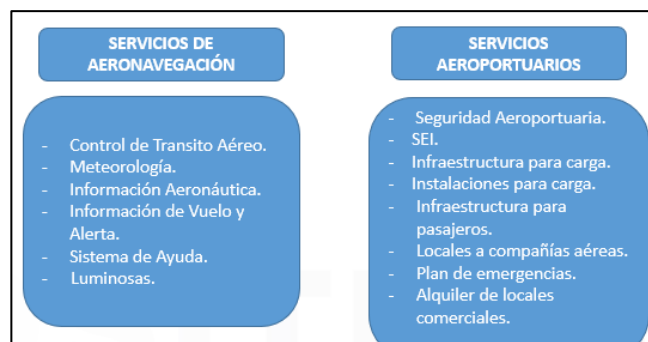 SERVICIOS DE
AERONAVEGACIÓN
- Control de Transito Aéreo.
- Meteorología.
- Información Aeronáutica.
- Información de Vuelo y
Alerta.
- Sistema de Ayuda.
- Luminosas.
SERVICIOS
AEROPORTUARIOS
- Seguridad Aeroportuaria.
- SEI.
- Infraestructura para carga.
- Instalaciones para carga.
- Infraestructura para
pasajeros.
- Locales a compañías aéreas.
- Plan de emergencias.
- Alquiler de locales
comerciales.